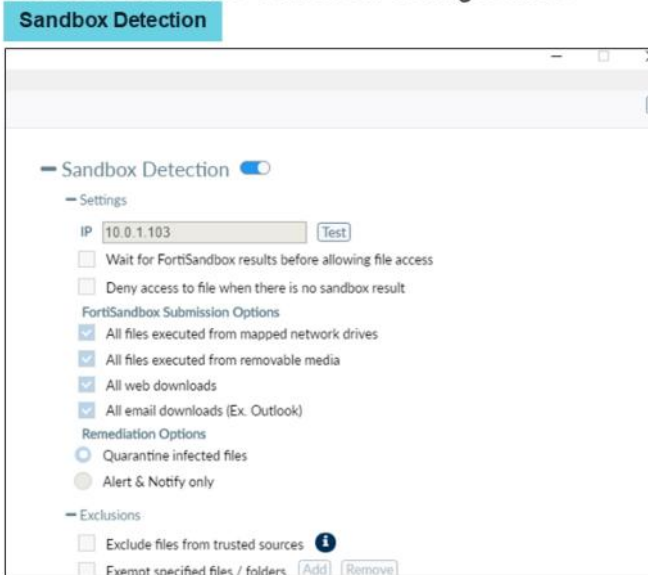 Sandbox Detection
Sandbox Detection
Settings
IP 10.0.1.103 Test
Wait for FortiSandbox results before allowing file access
Deny access to file when there is no sandbox result
FortiSandbox Submission Options
All files executed from mapped network drives
All files executed from removable media
All web downloads
All email downloads (Ex. Outlook)
Remediation Options
Quarantine infected files
Alert & Notify only
Exclusions
Exclude files from trusted sources
Exempt specified files / folders Add Remove